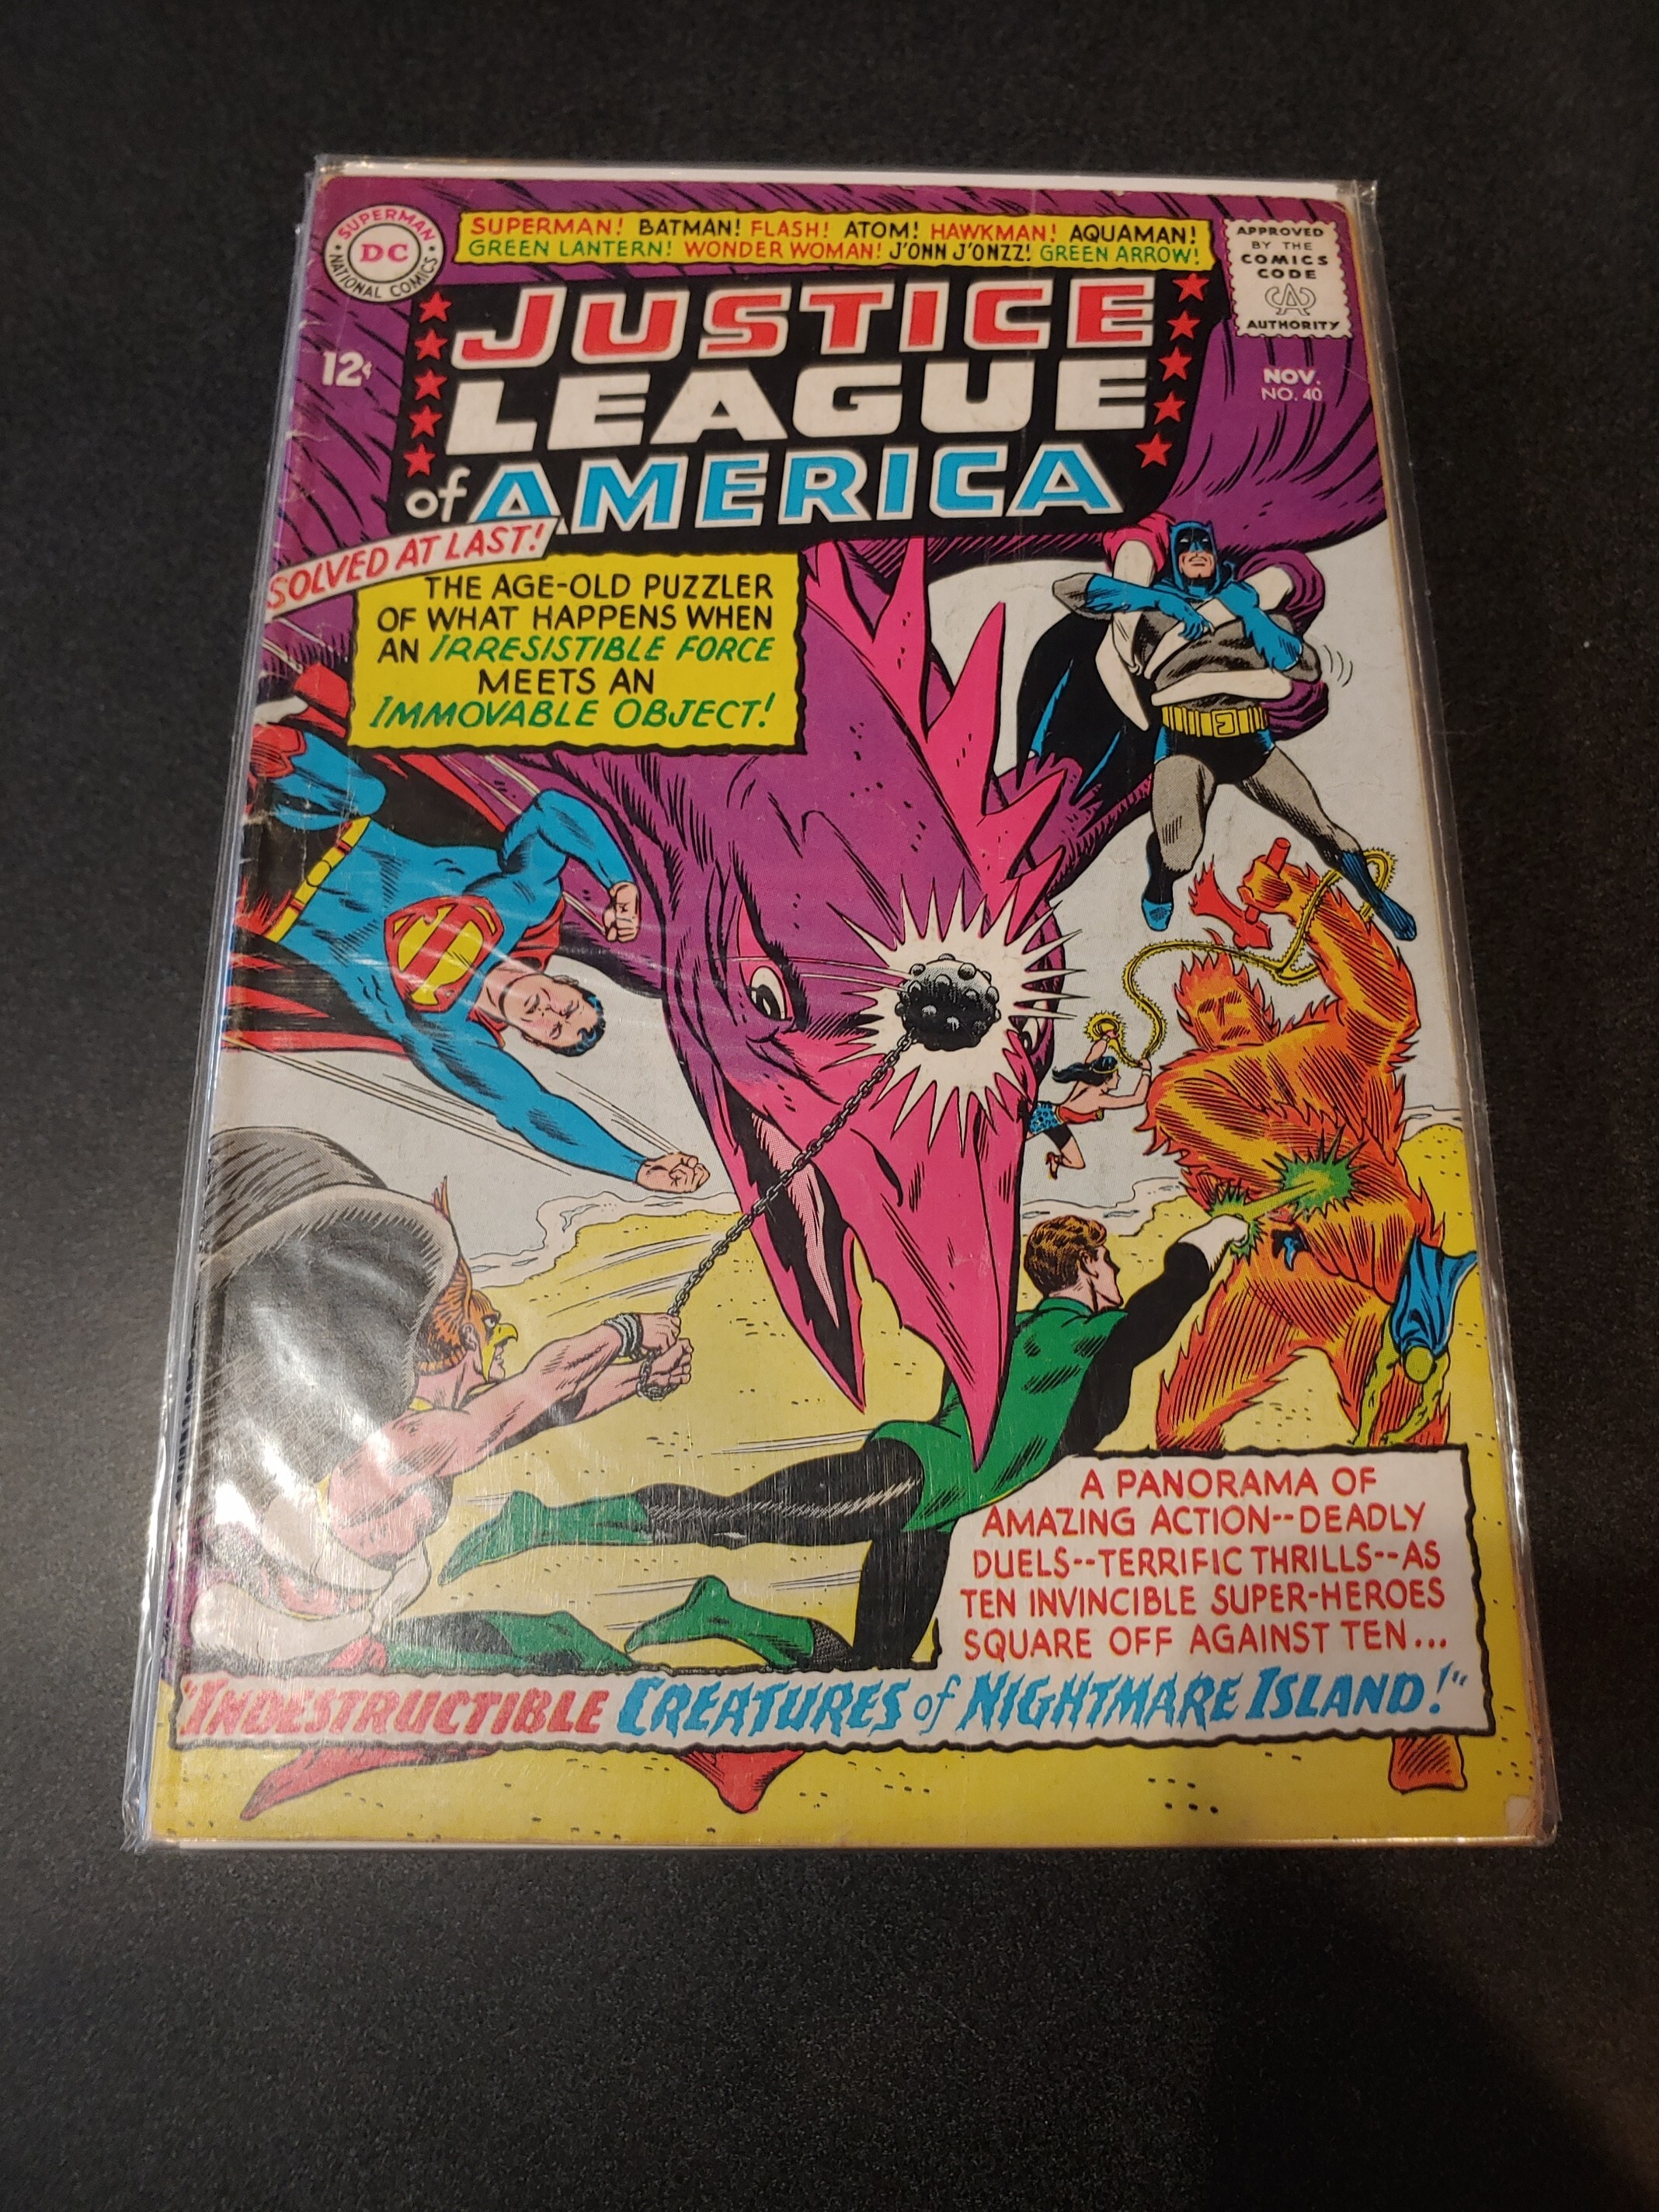 SUPERMAN
DC
NATIONAL COMICS
SUPERMAN! BATMAN! FLASH! ATOM! HAWKMAN! AQUAMAN!
GREEN LANTERN! WONDER WOMAN! J'ONN J'ONZZ! GREEN ARROW!
APPROVED
BY THE
COMICS
CODE
CA
AUTHORITY
12¢
JUSTICE
LEAGUE
of AMERICA
NOV.
NO. 40
SOLVED AT LAST!
THE AGE-OLD PUZZLER
OF WHAT HAPPENS WHEN
AN IRRESISTIBLE FORCE
MEETS AN
IMMOVABLE OBJECT!
A PANORAMA OF
AMAZING ACTION--DEADLY
DUELS--TERRIFIC THRILLS--AS
TEN INVINCIBLE SUPER-HEROES
SQUARE OFF AGAINST TEN...
"INDESTRUCTIBLE CREATURES of NIGHTMARE ISLAND!"